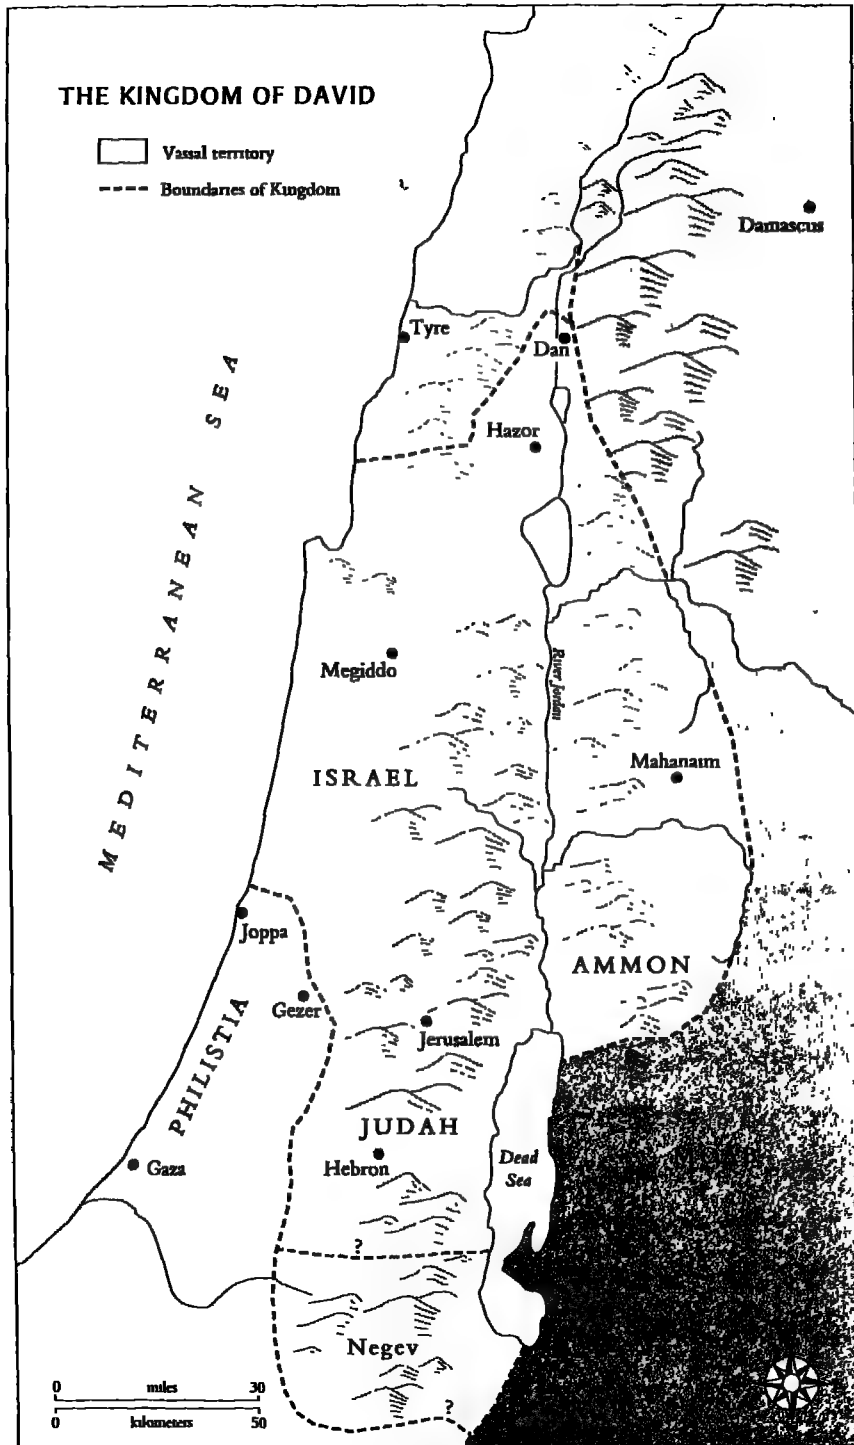 THE KINGDOM OF DAVID
Vassal territory
Boundaries of Kingdom
Damascus
Tyre
Dan
MEDITERRANEAN SEA
Hazor
Megiddo
River Jordan
ISRAEL
Mahanaim
Joppa
AMMON
Gezer
Jerusalem
PHILISTIA
JUDAH
Gaza
Hebron
Dead
Sea
?
Negev
0 miles 30
0 kilometers 50
?